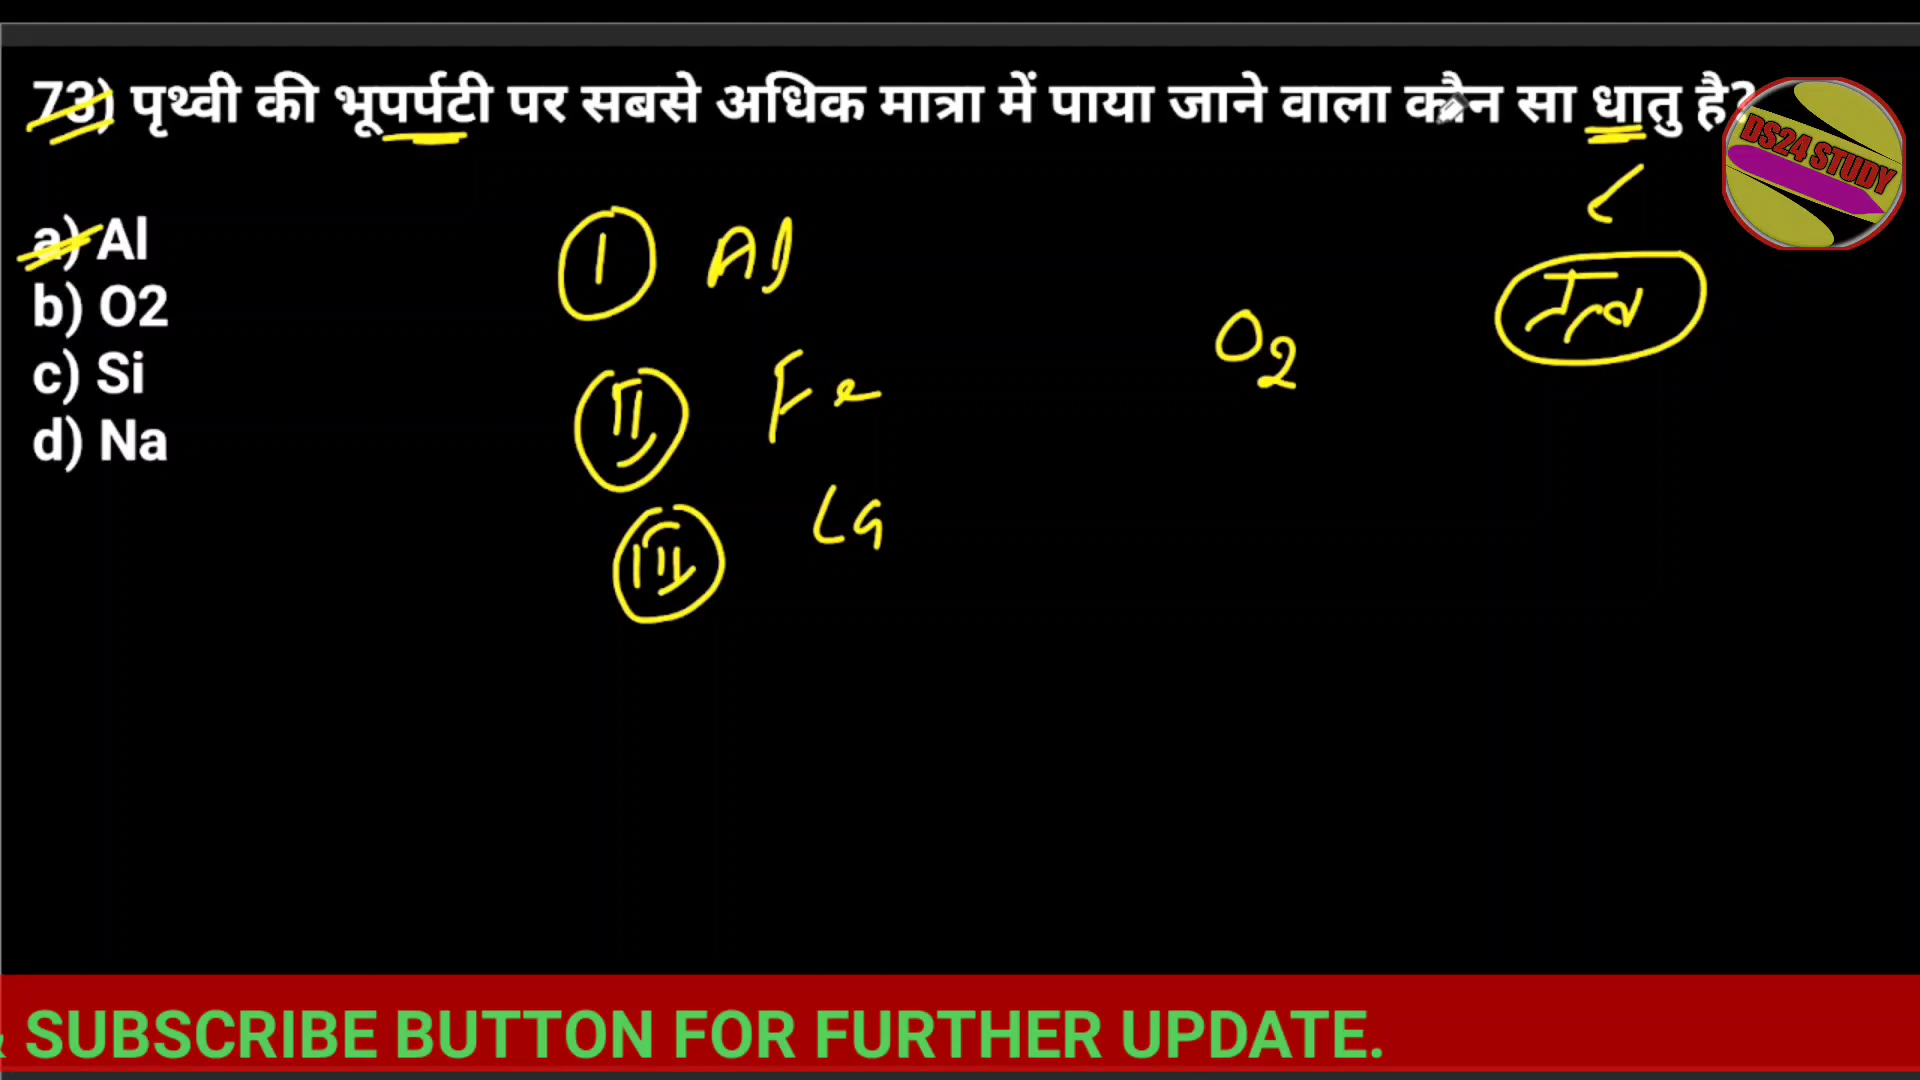 73) पृथ्वी की भूपर्पटी पर सबसे अधिक मात्रा में पाया जाने वाला कौन सा धातु है?
DS24 STUDY
a) Al
b) O2
c) Si
d) Na
I Al
II Fe
III Ca
O2
SUBSCRIBE BUTTON FOR FURTHER UPDATE.